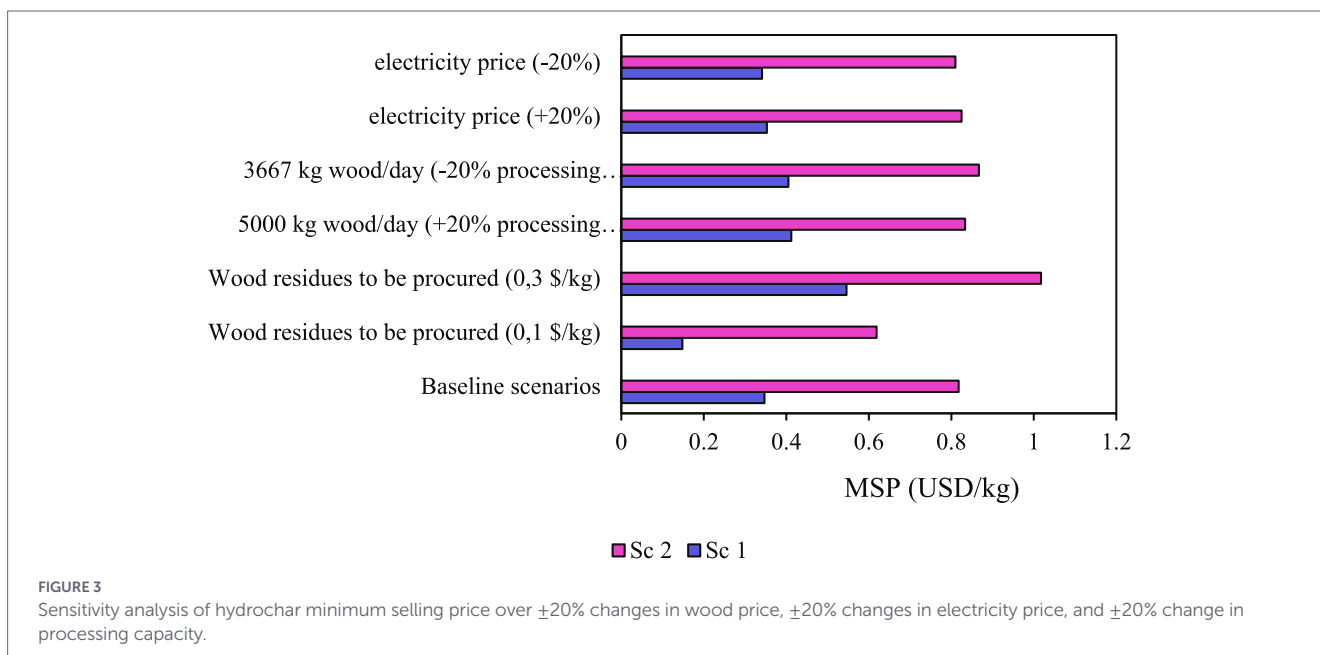 electricity price (-20%)
electricity price (+20%)
3667 kg wood/day (-20% processing…
5000 kg wood/day (+20% processing…
Wood residues to be procured (0,3 $/kg)
Wood residues to be procured (0,1 $/kg)
Baseline scenarios
0 0.2 0.4 0.6 0.8 1 1.2
MSP (USD/kg)
Sc 2 Sc 1
FIGURE 3
Sensitivity analysis of hydrochar minimum selling price over ±20% changes in wood price, ±20% changes in electricity price, and ±20% change in
processing capacity.